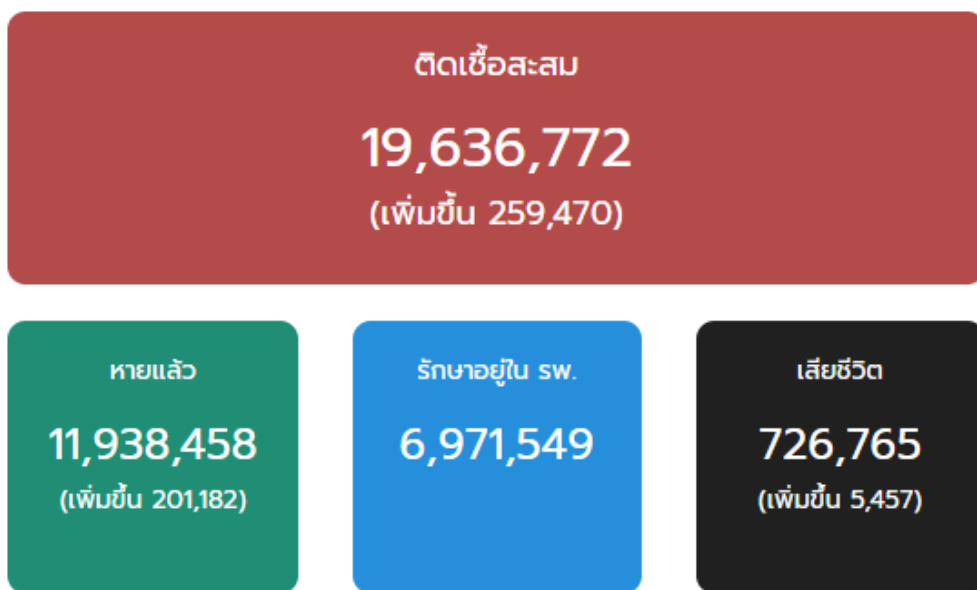 ติดเชื้อสะสม
19,636,772
(เพิ่มขึ้น 259,470)
หายแล้ว
11,938,458
(เพิ่มขึ้น 201,182)
รักษาอยู่ใน รพ.
6,971,549
เสียชีวิต
726,765
(เพิ่มขึ้น 5,457)